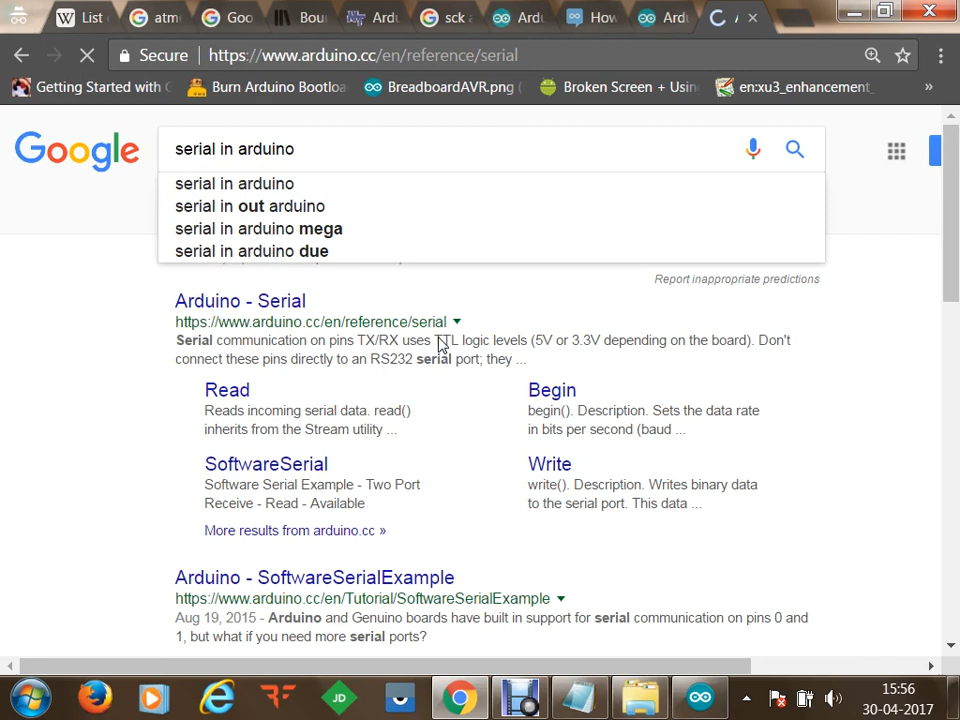 List
atme
Goo
Bour
Ardu
sck a
Ardu
How
Ardu
Secure
https://www.arduino.cc/en/reference/serial
Getting Started with C
Burn Arduino Bootloa
BreadboardAVR.png (
Broken Screen + Usin
en:xu3_enhancement_
»
Google
serial in arduino
serial in arduino
serial in out arduino
serial in arduino mega
serial in arduino due
Report inappropriate predictions
Arduino - Serial
https://www.arduino.cc/en/reference/serial
Serial communication on pins TX/RX uses TTL logic levels (5V or 3.3V depending on the board). Don't
connect these pins directly to an RS232 serial port; they ...
Read
Reads incoming serial data. read()
inherits from the Stream utility ...
Begin
begin(). Description. Sets the data rate
in bits per second (baud ...
SoftwareSerial
Software Serial Example - Two Port
Receive - Read - Available
Write
write(). Description. Writes binary data
to the serial port. This data ...
More results from arduino.cc »
Arduino - SoftwareSerialExample
https://www.arduino.cc/en/Tutorial/SoftwareSerialExample
Aug 19, 2015 - Arduino and Genuino boards have built in support for serial communication on pins 0 and
1, but what if you need more serial ports?
JD
15:56
30-04-2017